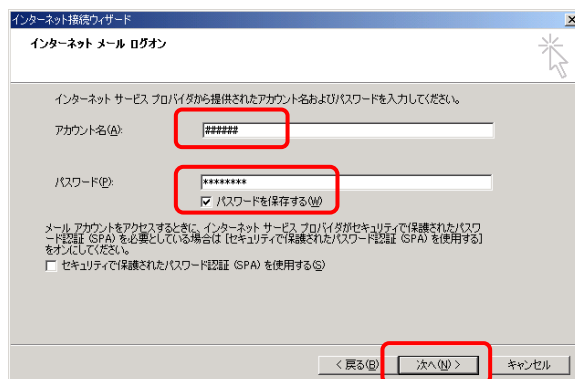 インターネット接続ウィザード
インターネット メール ログオン
インターネット サービス プロバイダから提供されたアカウント名およびパスワードを入力してください。
アカウント名(A):
######
パスワード(P):
********
パスワードを保存する(W)
メール アカウントをアクセスするときに、インターネット サービス プロバイダがセキュリティで保護されたパスワ
ード認証 (SPA) を必要としている場合は [セキュリティで保護されたパスワード認証 (SPA) を使用する]
をオンにしてください。
セキュリティで保護されたパスワード認証 (SPA) を使用する(S)
< 戻る(B)
次へ(N) >
キャンセル